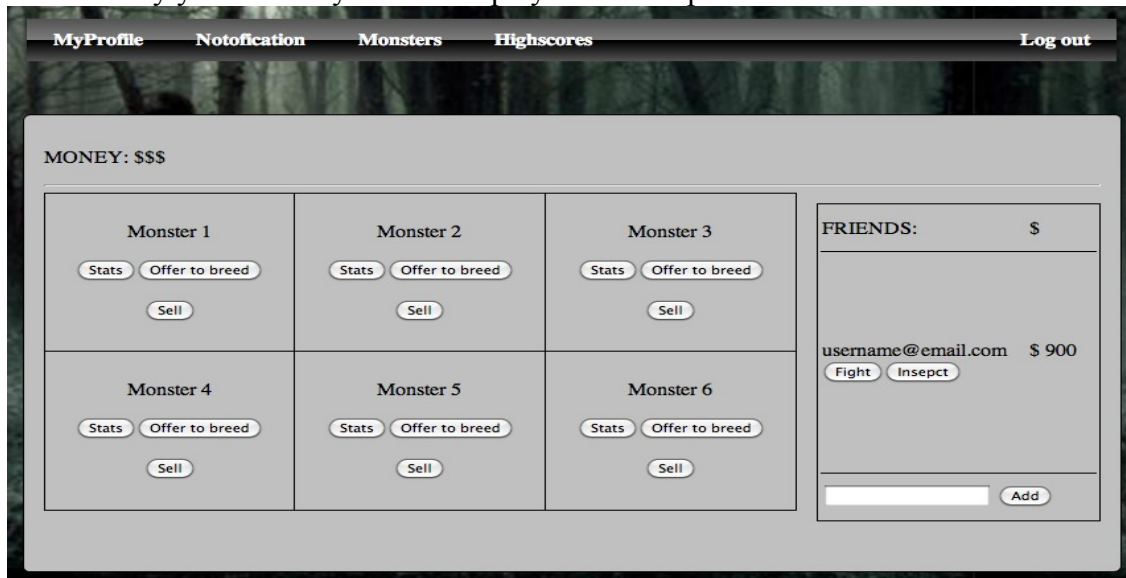 MyProfile Notofication Monsters Highscores Log out
MONEY: $$$
Monster 1 Monster 2 Monster 3
Stats Offer to breed Stats Offer to breed Stats Offer to breed
Sell Sell Sell
Monster 4 Monster 5 Monster 6
Stats Offer to breed Stats Offer to breed Stats Offer to breed
Sell Sell Sell
FRIENDS: $
username@email.com $ 900
Fight Insepct
Add